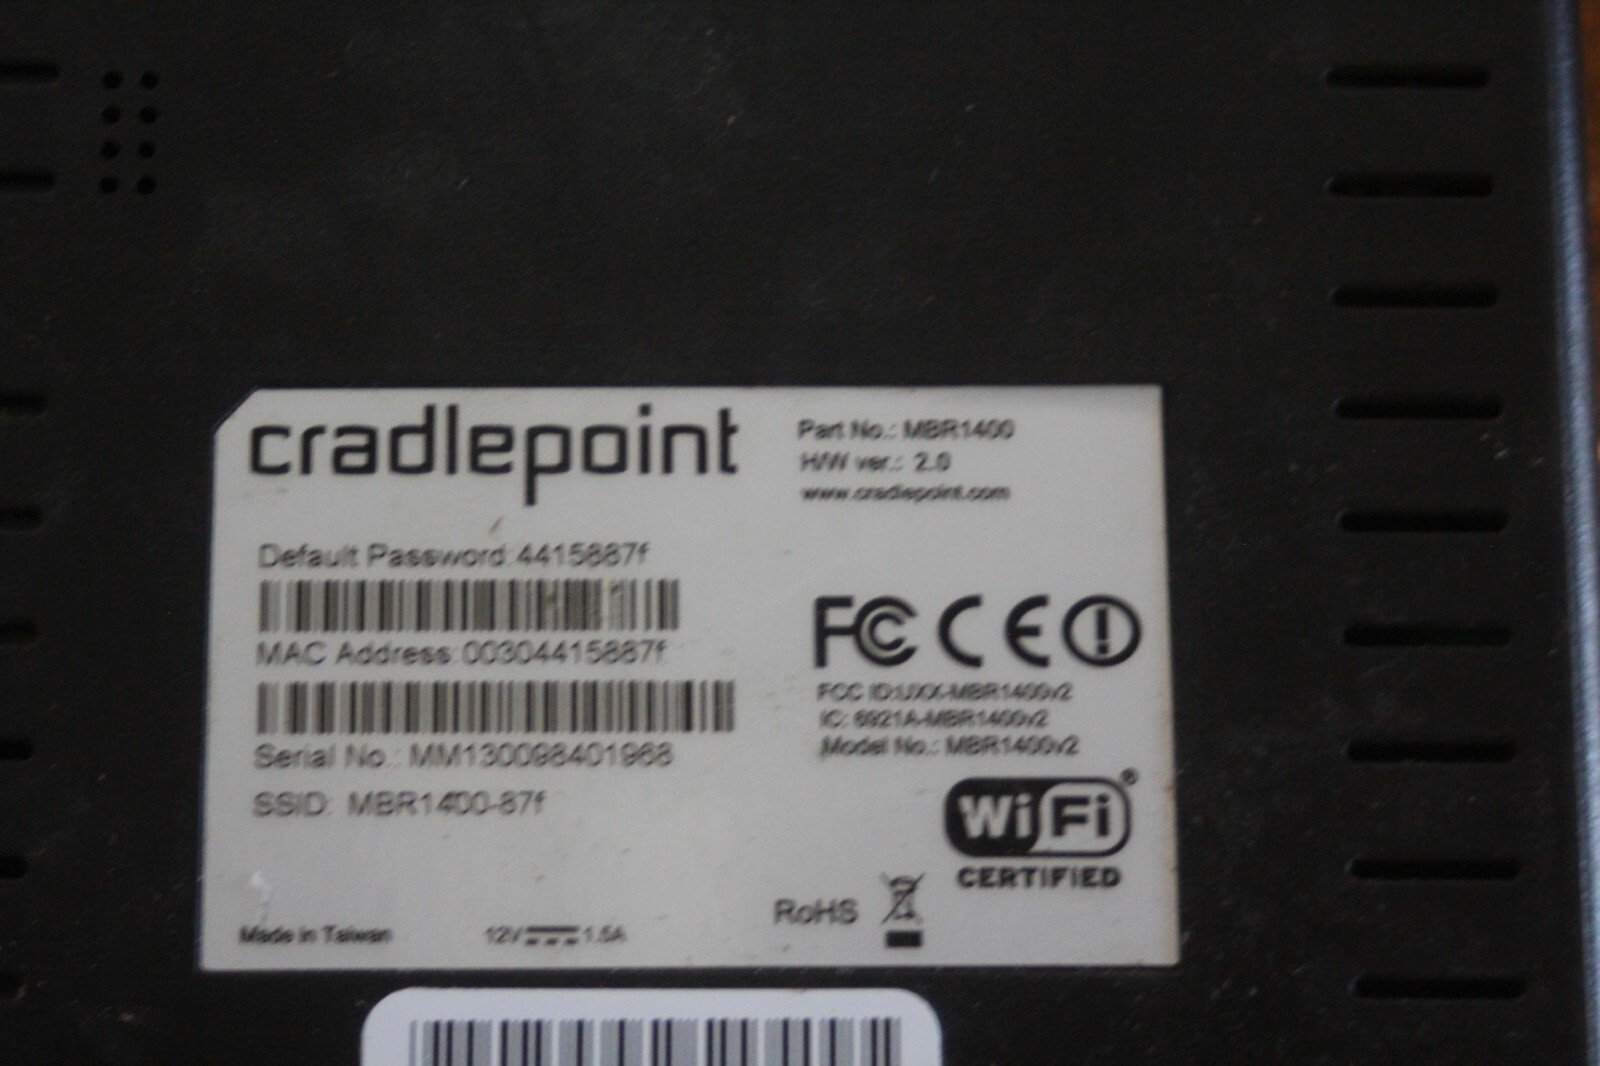 cradlepoint
Part No.: MBR1400
H/W ver.: 2.0
www.cradlepoint.com
Default Password:4415887f
MAC Address:00304415887f
Serial No.: MM130098401968
SSID: MBR1400-87f
FCC CE
FCC ID:UXX-MBR1400v2
IC: 6921A-MBR1400v2
Model No.: MBR1400v2
WiFi®
CERTIFIED
RoHS
Made in Taiwan
12V 1.5A